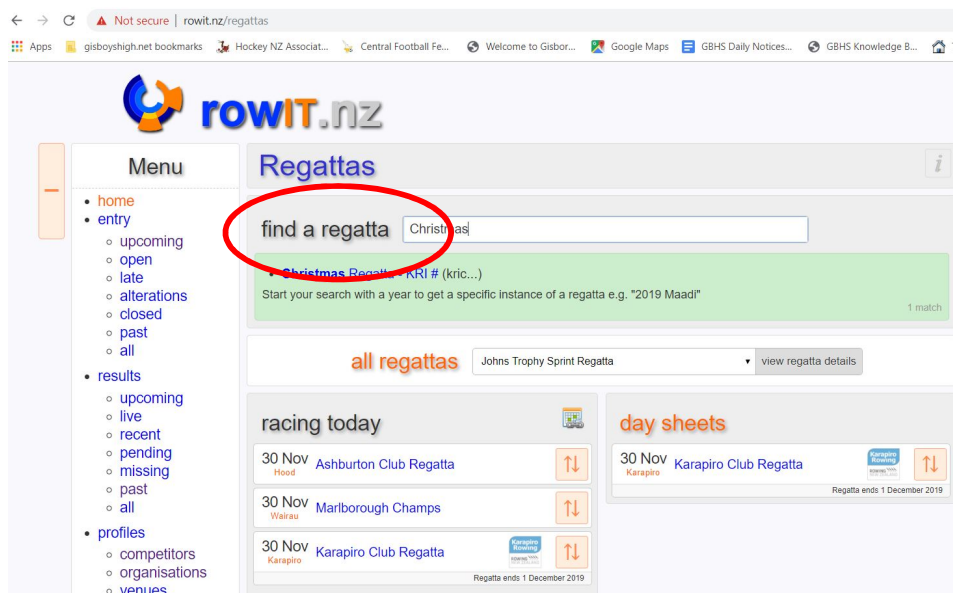 Not secure | rowit.nz/regattas
Apps gisboyshigh.net bookmarks Hockey NZ Associat... Central Football Fe... Welcome to Gisbor... Google Maps GBHS Daily Notices... GBHS Knowledge B...
rowIT.nz
Menu
home
entry
upcoming
open
late
alterations
closed
past
all
results
upcoming
live
recent
pending
missing
past
all
profiles
competitors
organisations
venues
Regattas
i
find a regatta Christmas
Christmas Regatta - KRI # (kric...)
Start your search with a year to get a specific instance of a regatta e.g. "2019 Maadi"
1 match
all regattas Johns Trophy Sprint Regatta view regatta details
racing today
30 Nov Ashburton Club Regatta
Hood
30 Nov Marlborough Champs
Wairau
30 Nov Karapiro Club Regatta Karapiro Rowing
Karapiro
Regatta ends 1 December 2019
day sheets
30 Nov Karapiro Club Regatta Karapiro Rowing
Karapiro
Regatta ends 1 December 2019